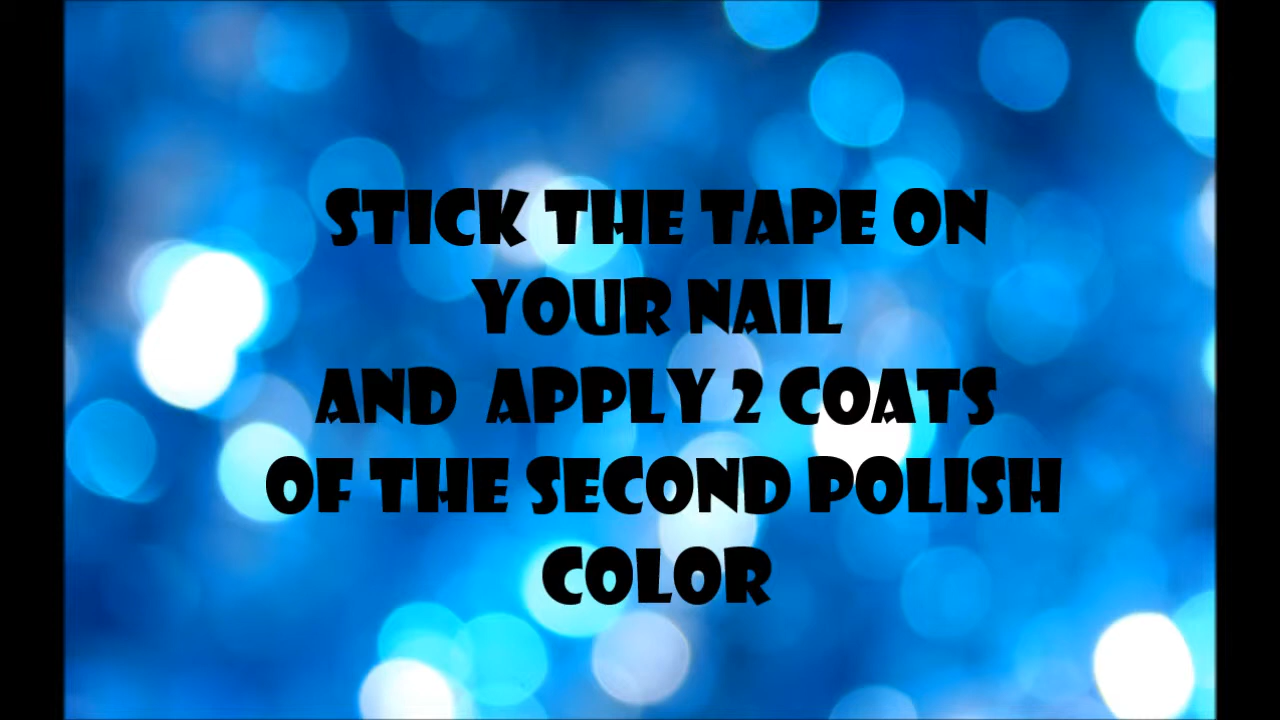 STICK THE TAPE ON
YOUR NAIL
AND APPLY 2 COATS
OF THE SECOND POLISH
COLOR